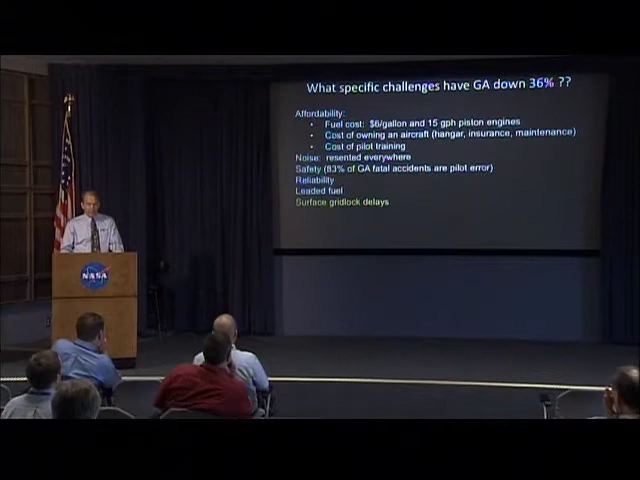 What specific challenges have GA down 36% ??
Affordability:
• Fuel cost: $6/gallon and 15 gph piston engines
• Cost of owning an aircraft (hangar, insurance, maintenance)
• Cost of pilot training
Noise: resented everywhere
Safety (83% of GA fatal accidents are pilot error)
Reliability
Leaded fuel
Surface gridlock delays
NASA